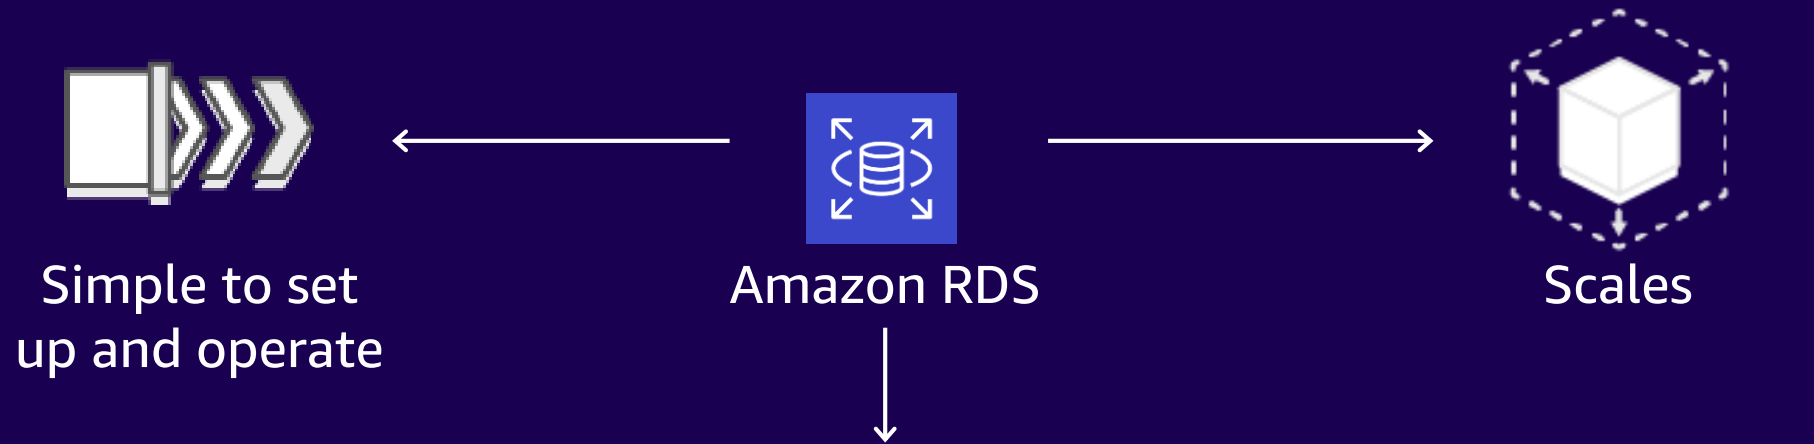 Simple to set
up and operate
Amazon RDS
Scales